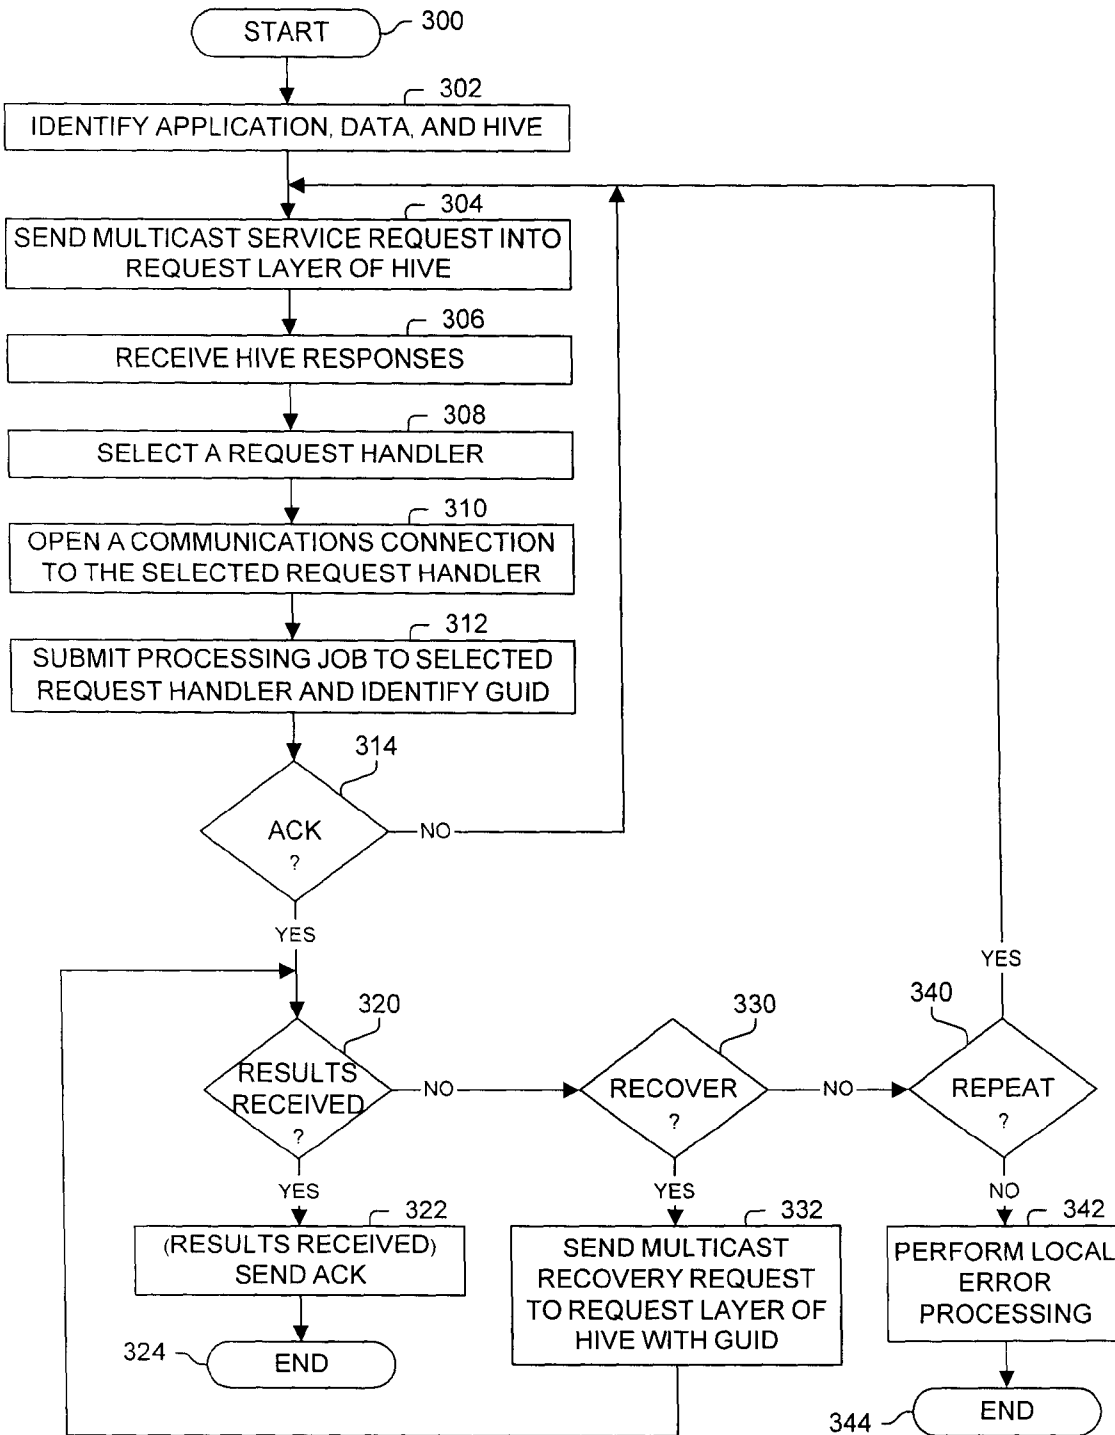 START
300
302
IDENTIFY APPLICATION, DATA, AND HIVE
304
SEND MULTICAST SERVICE REQUEST INTO
REQUEST LAYER OF HIVE
306
RECEIVE HIVE RESPONSES
308
SELECT A REQUEST HANDLER
310
OPEN A COMMUNICATIONS CONNECTION
TO THE SELECTED REQUEST HANDLER
312
SUBMIT PROCESSING JOB TO SELECTED
REQUEST HANDLER AND IDENTIFY GUID
314
ACK
?
NO
YES
320
RESULTS
RECEIVED
?
NO
330
RECOVER
?
NO
340
REPEAT
?
YES
YES
YES
NO
322
(RESULTS RECEIVED)
SEND ACK
332
SEND MULTICAST
RECOVERY REQUEST
TO REQUEST LAYER OF
HIVE WITH GUID
342
PERFORM LOCAL
ERROR
PROCESSING
324
END
344
END